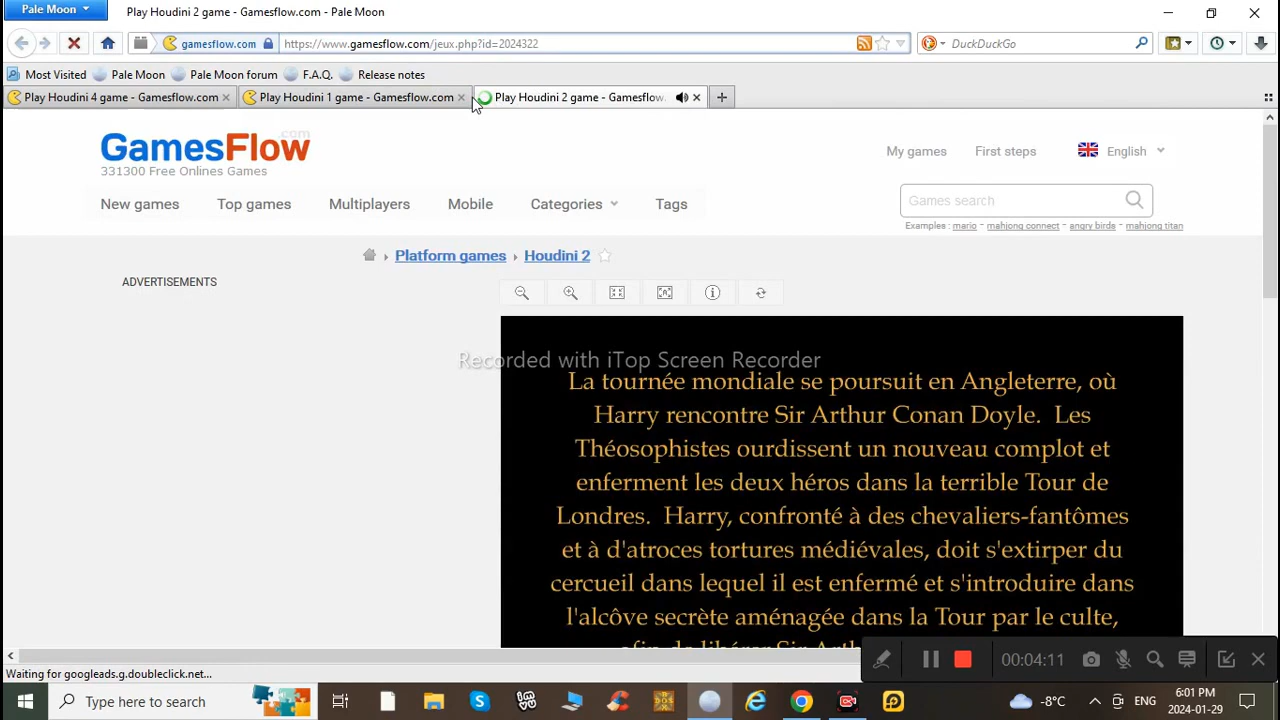 Pale Moon
Play Houdini 2 game - Gamesflow.com - Pale Moon
gamesflow.com
https://www.gamesflow.com/jeux.php?id=2024322
DuckDuckGo
Most Visited Pale Moon Pale Moon forum F.A.Q. Release notes
Play Houdini 4 game - Gamesflow.com Play Houdini 1 game - Gamesflow.com Play Houdini 2 game - Gamesflow.
GamesFlow
.com
331300 Free Onlines Games
My games First steps English
New games Top games Multiplayers Mobile Categories Tags
Games search
Examples : mario - mahjong connect - angry birds - mahjong titan
Platform games › Houdini 2
ADVERTISEMENTS
Recorded with iTop Screen Recorder
La tournée mondiale se poursuit en Angleterre, où
Harry rencontre Sir Arthur Conan Doyle. Les
Théosophistes ourdissent un nouveau complot et
enferment les deux héros dans la terrible Tour de
Londres. Harry, confronté à des chevaliers-fantômes
et à d'atroces tortures médiévales, doit s'extirper du
cercueil dans lequel il est enfermé et s'introduire dans
l'alcôve secrète aménagée dans la Tour par le culte,
afin de libérer Sir
00:04:11
Waiting for googleads.g.doubleclick.net...
Type here to search
-8°C
ENG
6:01 PM
2024-01-29